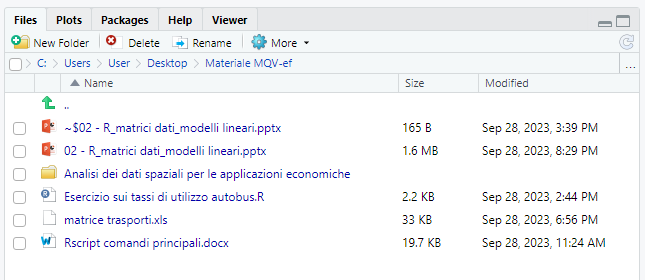 Files Plots Packages Help Viewer
New Folder Delete Rename More
C: Users User Desktop Materiale MQV-ef ...
Name Size Modified
..
~$02 - R_matrici dati_modelli lineari.pptx 165 B Sep 28, 2023, 3:39 PM
02 - R_matrici dati_modelli lineari.pptx 1.6 MB Sep 28, 2023, 8:29 PM
Analisi dei dati spaziali per le applicazioni economiche
Esercizio sui tassi di utilizzo autobus.R 2.2 KB Sep 28, 2023, 2:44 PM
matrice trasporti.xls 33 KB Sep 28, 2023, 6:56 PM
Rscript comandi principali.docx 19.7 KB Sep 28, 2023, 11:24 AM